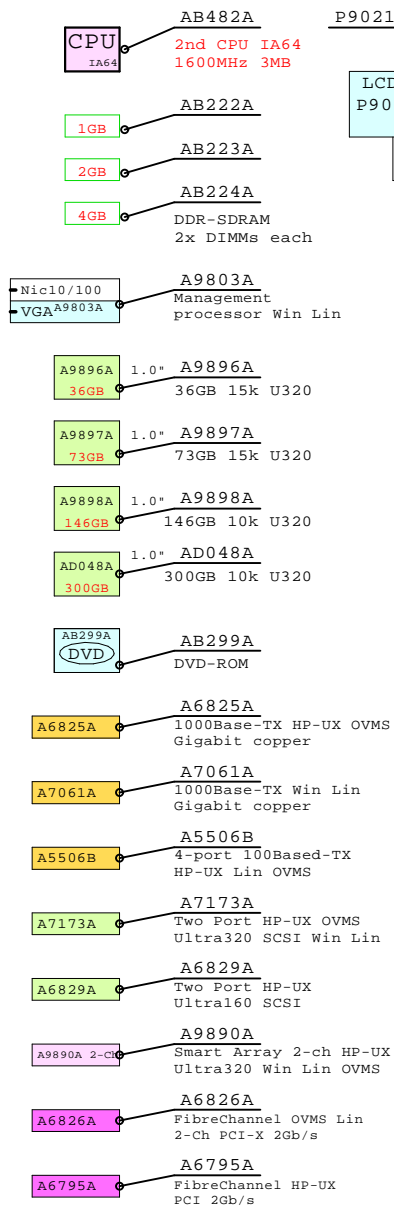 AB482A
P9021
CPU
IA64
2nd CPU IA64
1600MHz 3MB
LCD
P90
AB222A
1GB
AB223A
2GB
AB224A
4GB
DDR-SDRAM
2x DIMMs each
A9803A
Nic10/100
VGA A9803A
Management
processor Win Lin
A9896A
36GB
1.0" A9896A
36GB 15k U320
A9897A
73GB
1.0" A9897A
73GB 15k U320
A9898A
146GB
1.0" A9898A
146GB 10k U320
AD048A
300GB
1.0" AD048A
300GB 10k U320
AB299A
DVD
AB299A
DVD-ROM
A6825A
A6825A
1000Base-TX HP-UX OVMS
Gigabit copper
A7061A
A7061A
1000Base-TX Win Lin
Gigabit copper
A5506B
A5506B
4-port 100Based-TX
HP-UX Lin OVMS
A7173A
A7173A
Two Port HP-UX OVMS
Ultra320 SCSI Win Lin
A6829A
A6829A
Two Port HP-UX
Ultra160 SCSI
A9890A
A9890A 2-Ch
Smart Array 2-ch HP-UX
Ultra320 Win Lin OVMS
A6826A
A6826A
FibreChannel OVMS Lin
2-Ch PCI-X 2Gb/s
A6795A
A6795A
FibreChannel HP-UX
PCI 2Gb/s